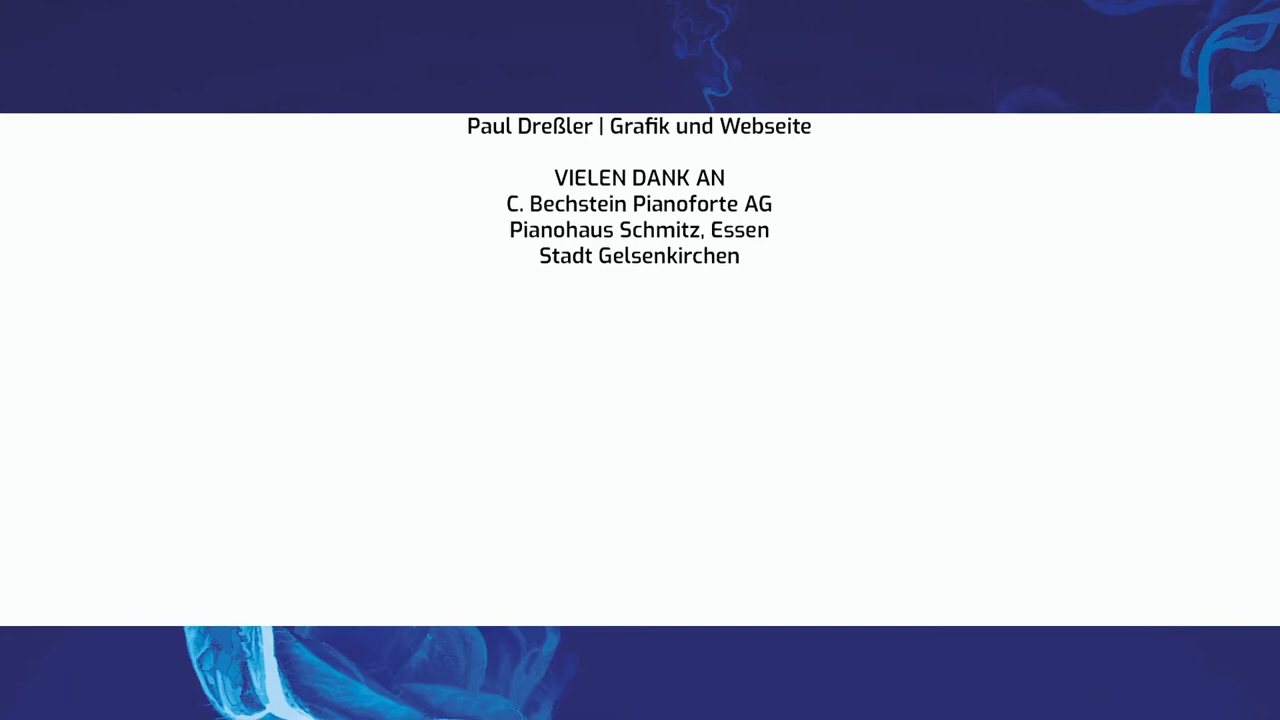 Paul Dreßler | Grafik und Webseite
VIELEN DANK AN
C. Bechstein Pianoforte AG
Pianohaus Schmitz, Essen
Stadt Gelsenkirchen